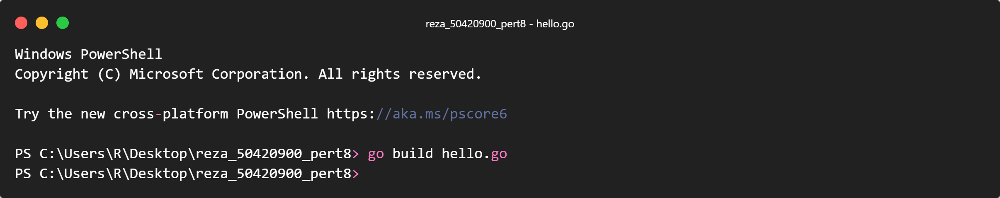 reza_50420900_pert8 - hello.go
Windows PowerShell
Copyright (C) Microsoft Corporation. All rights reserved.
Try the new cross-platform PowerShell https://aka.ms/pscore6
PS C:\Users\R\Desktop\reza_50420900_pert8> go build hello.go
PS C:\Users\R\Desktop\reza_50420900_pert8>